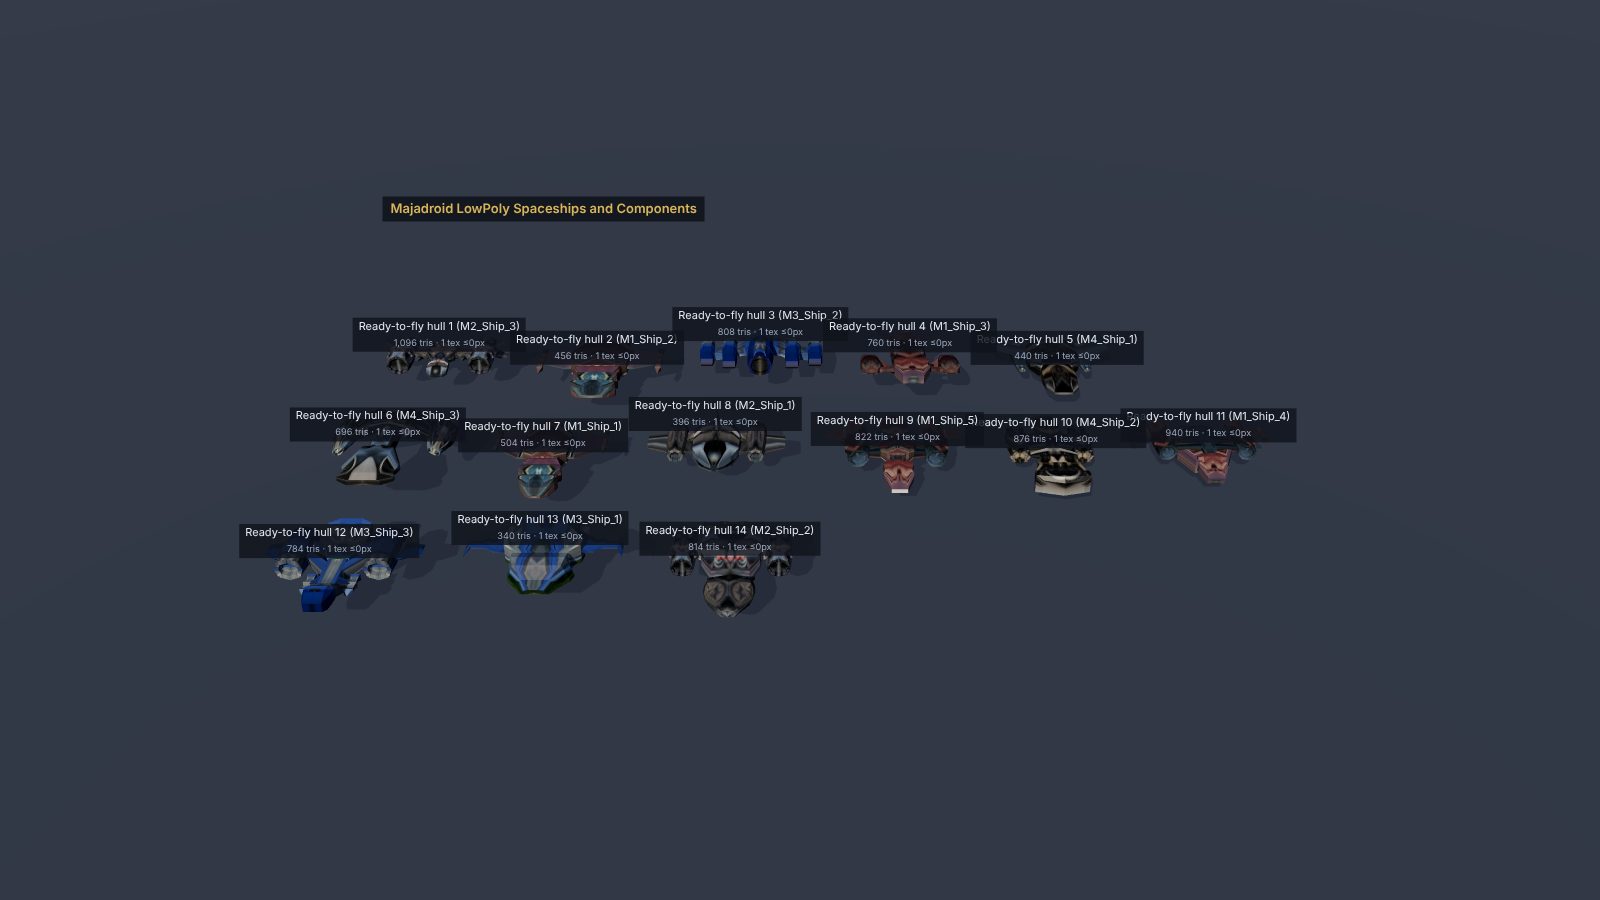 Majadroid LowPoly Spaceships and Components
Ready-to-fly hull 1 (M2_Ship_3)
1,096 tris · 1 tex ≤0px
Ready-to-fly hull 2 (M1_Ship_2)
456 tris · 1 tex ≤0px
Ready-to-fly hull 3 (M3_Ship_2)
808 tris · 1 tex ≤0px
Ready-to-fly hull 4 (M1_Ship_3)
760 tris · 1 tex ≤0px
dy-to-fly hull 5 (M4_Ship_1)
440 tris · 1 tex ≤0px
Ready-to-fly hull 6 (M4_Ship_3)
696 tris · 1 tex ≤0px
Ready-to-fly hull 7 (M1_Ship_1)
504 tris · 1 tex ≤0px
Ready-to-fly hull 8 (M2_Ship_1)
396 tris · 1 tex ≤0px
Ready-to-fly hull 9 (M1_Ship_5)
822 tris · 1 tex ≤0px
ady-to-fly hull 10 (M4_Ship_2)
876 tris · 1 tex ≤0px
Ready-to-fly hull 11 (M1_Ship_4)
940 tris · 1 tex ≤0px
Ready-to-fly hull 12 (M3_Ship_3)
784 tris · 1 tex ≤0px
Ready-to-fly hull 13 (M3_Ship_1)
340 tris · 1 tex ≤0px
Ready-to-fly hull 14 (M2_Ship_2)
814 tris · 1 tex ≤0px